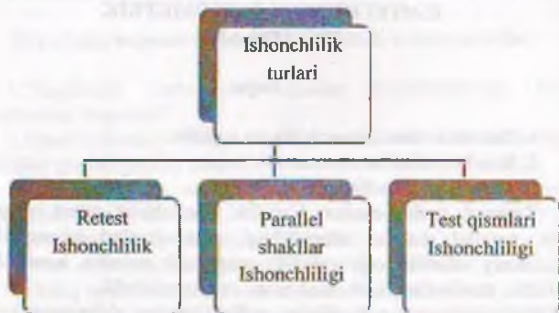 Ishonchlilik
turlari
Retest
Ishonchlilik
Parallel
shakllar
Ishonchliligi
Test qismlari
Ishonchliligi